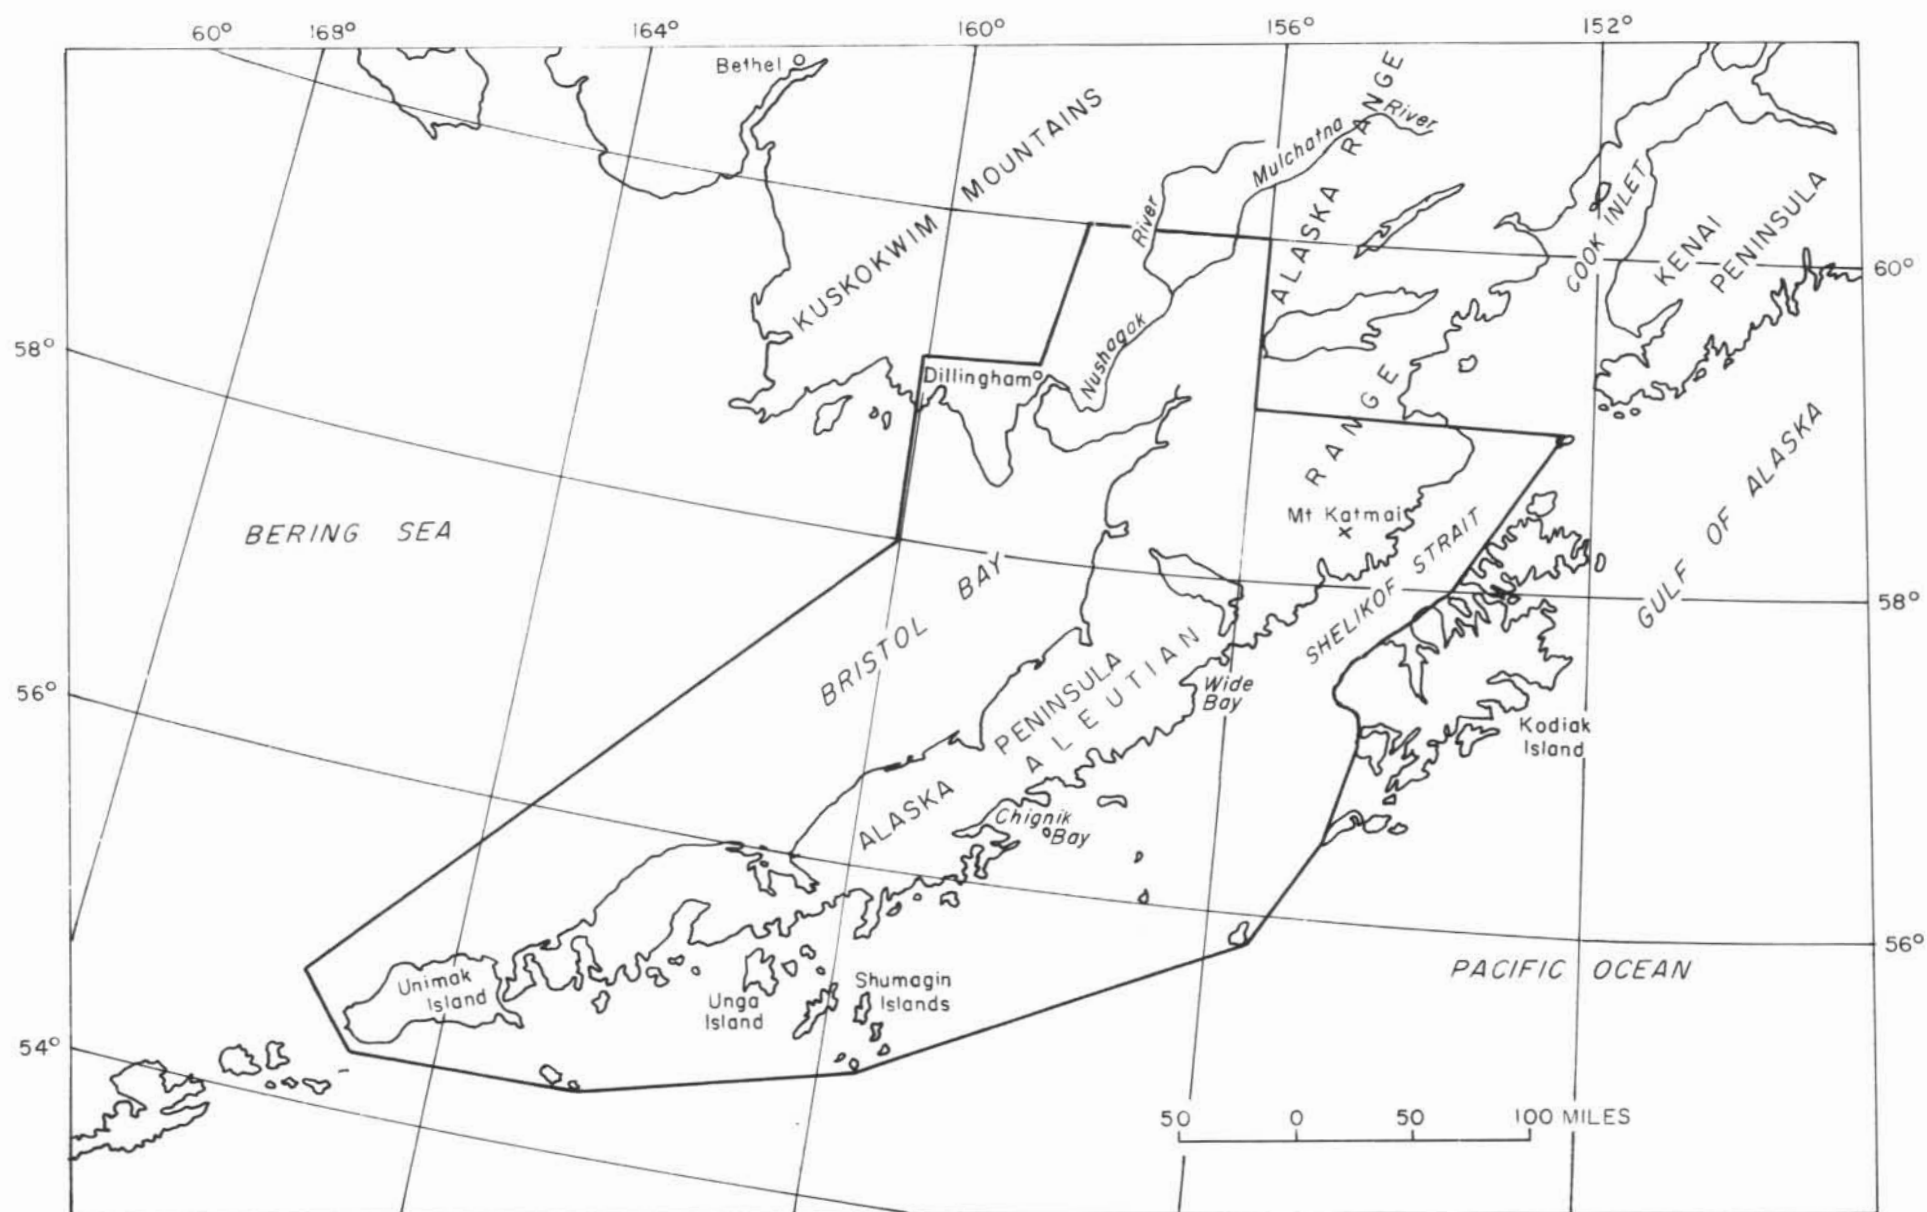 60° 168° 164° 160° 156° 152°
Bethel
KUSKOKWIM MOUNTAINS
Mulchatna River
River
Nushagak
ALASKA RANGE
COOK INLET
KENAI
PENINSULA
60°
58°
Dillingham
RANGE
Mt Katmai
GULF OF ALASKA
BERING SEA
BRISTOL BAY
SHELIKOF STRAIT
58°
56°
ALASKA PENINSULA
ALEUTIAN
Wide
Bay
Kodiak
Island
Chignik
Bay
Unimak
Island
Unga
Island
Shumagin
Islands
56°
PACIFIC OCEAN
54°
50 0 50 100 MILES